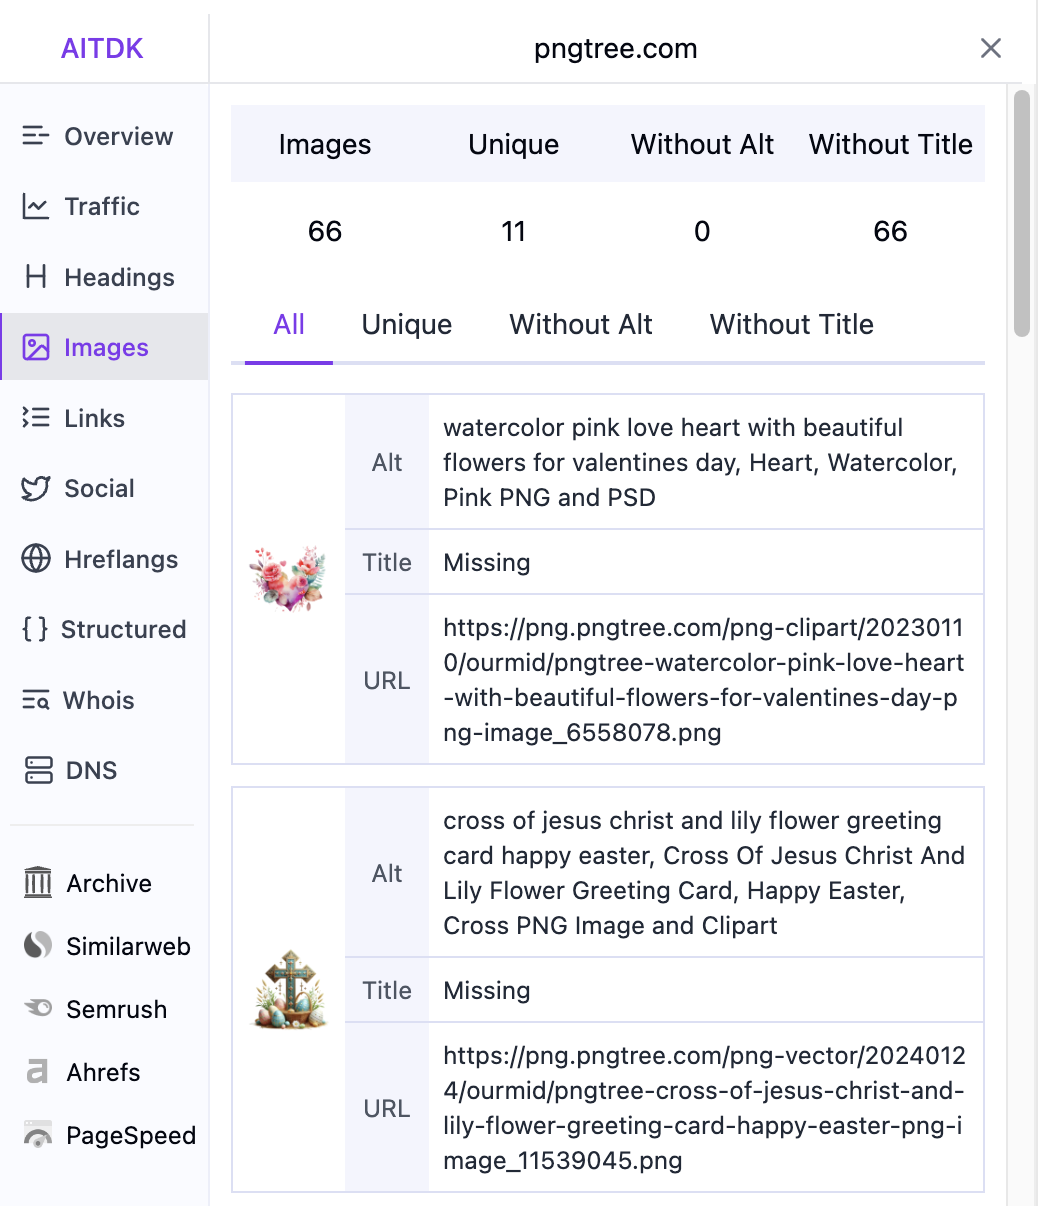 AITDK
pngtree.com
Overview
Traffic
Headings
Images
Links
Social
Hreflangs
Structured
Whois
DNS
Archive
Similarweb
Semrush
Ahrefs
PageSpeed
Images Unique Without Alt Without Title
66 11 0 66
All Unique Without Alt Without Title
Alt
watercolor pink love heart with beautiful
flowers for valentines day, Heart, Watercolor,
Pink PNG and PSD
Title Missing
URL
https://png.pngtree.com/png-clipart/2023011
0/ourmid/pngtree-watercolor-pink-love-heart
-with-beautiful-flowers-for-valentines-day-p
ng-image_6558078.png
Alt
cross of jesus christ and lily flower greeting
card happy easter, Cross Of Jesus Christ And
Lily Flower Greeting Card, Happy Easter,
Cross PNG Image and Clipart
Title Missing
URL
https://png.pngtree.com/png-vector/2024012
4/ourmid/pngtree-cross-of-jesus-christ-and-
lily-flower-greeting-card-happy-easter-png-i
mage_11539045.png